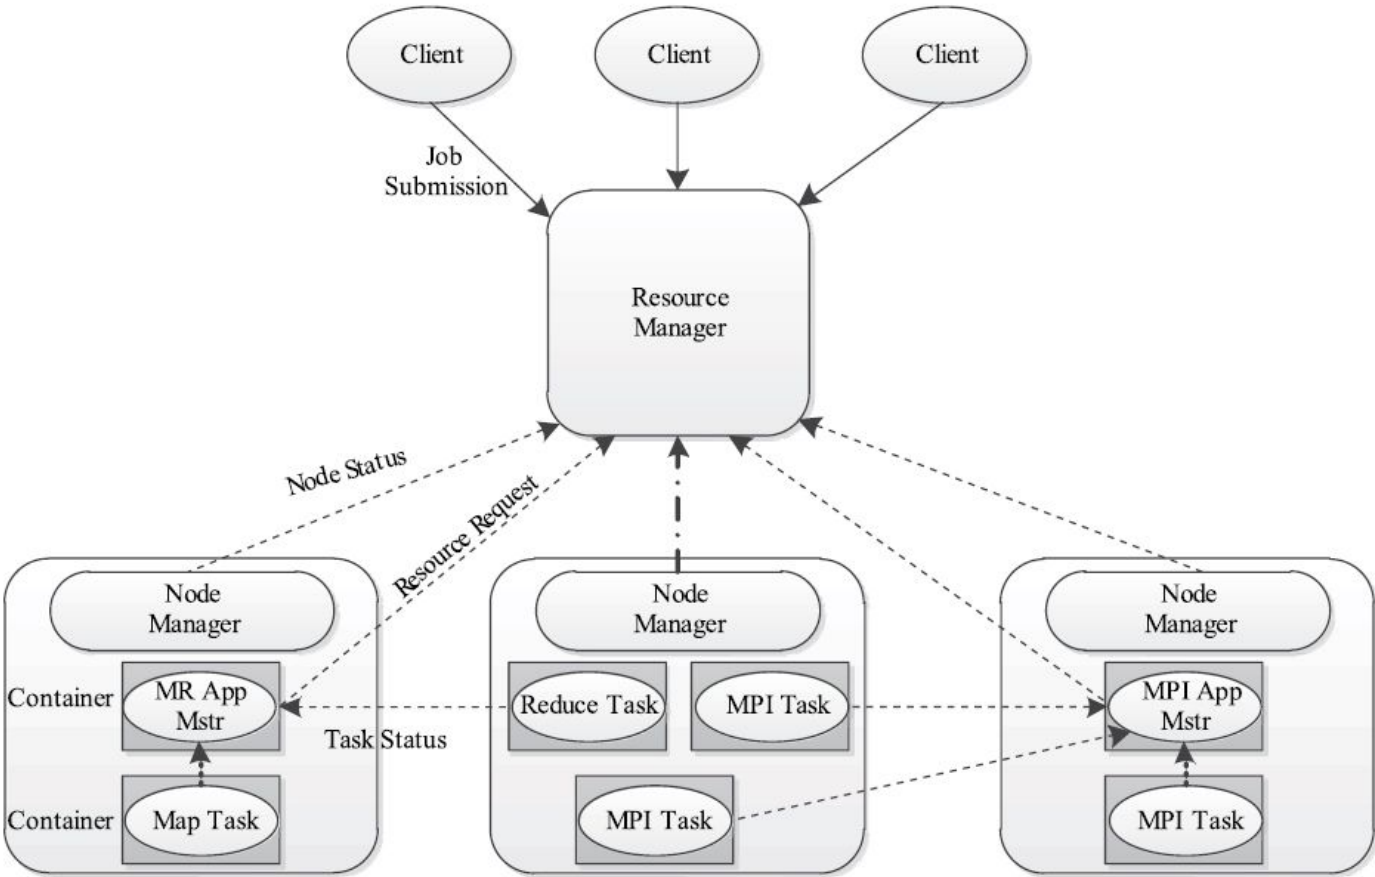 Client
Client
Client
Job
Submission
Resource
Manager
Node Status
Resource Request
Node
Manager
Node
Manager
Node
Manager
Container
MR App
Mstr
Reduce Task
MPI Task
MPI App
Mstr
Task Status
Container
Map Task
MPI Task
MPI Task